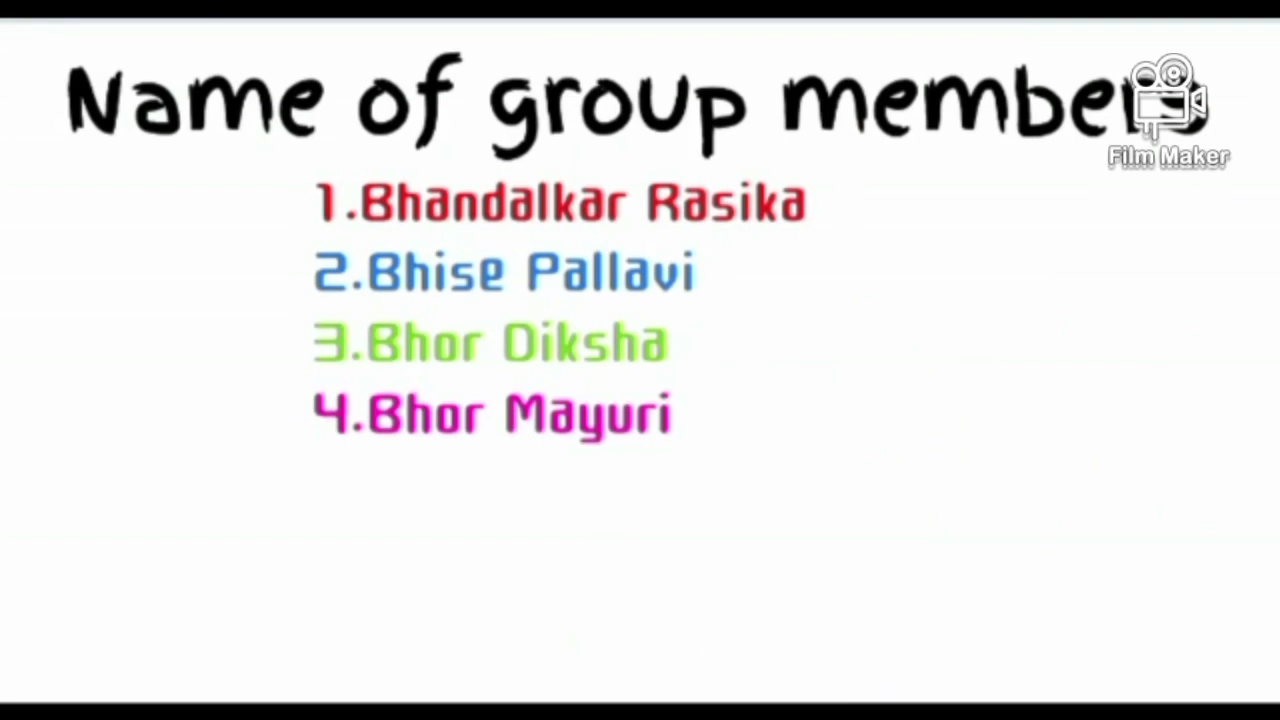 Name of group members
Film Maker
1.Bhandalkar Rasika
2.Bhise Pallavi
3.Bhor Diksha
4.Bhor Mayuri